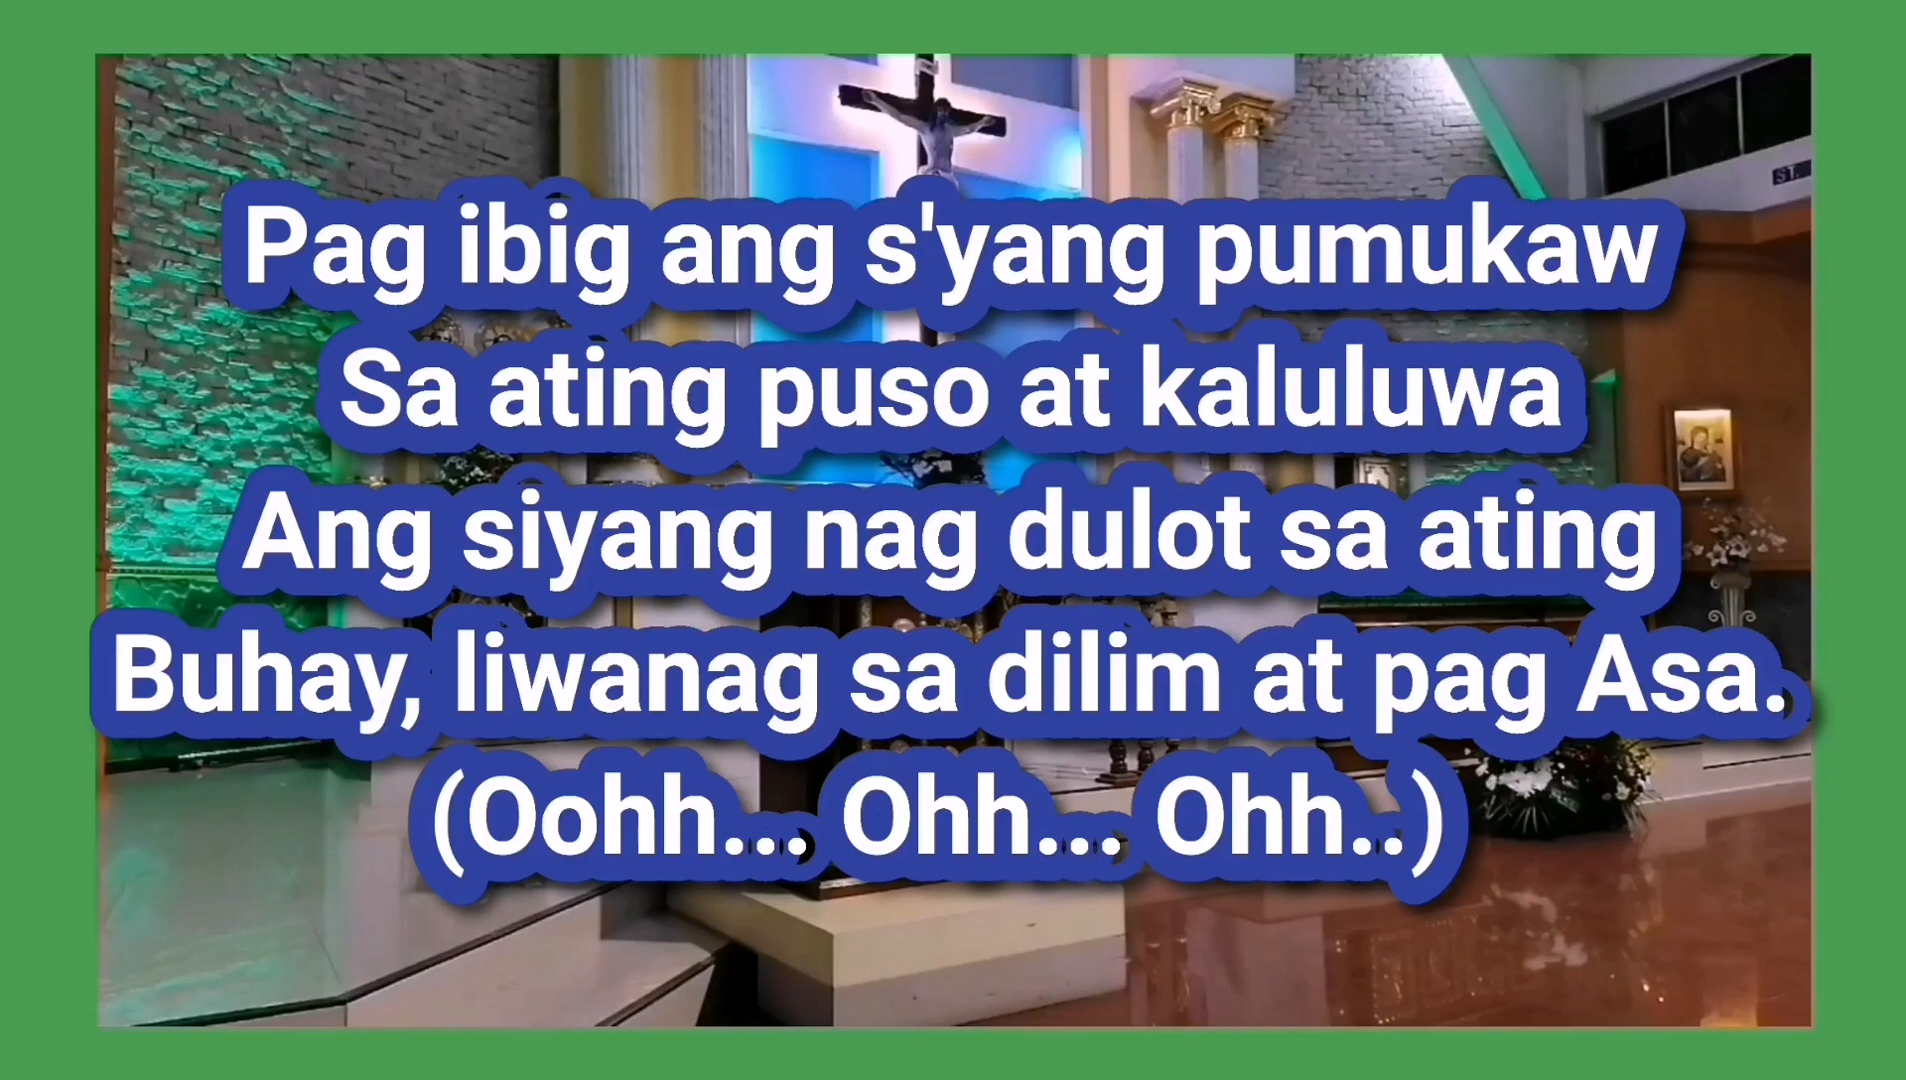 ST.
Pag ibig ang s'yang pumukaw
Sa ating puso at kaluluwa
Ang siyang nag dulot sa ating
Buhay, liwanag sa dilim at pag Asa.
(Oohh... Ohh... Ohh..)